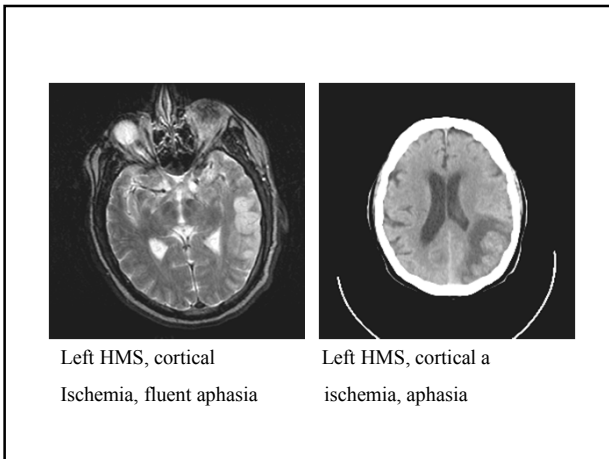 Left HMS, cortical
Ischemia, fluent aphasia
Left HMS, cortical a
ischemia, aphasia